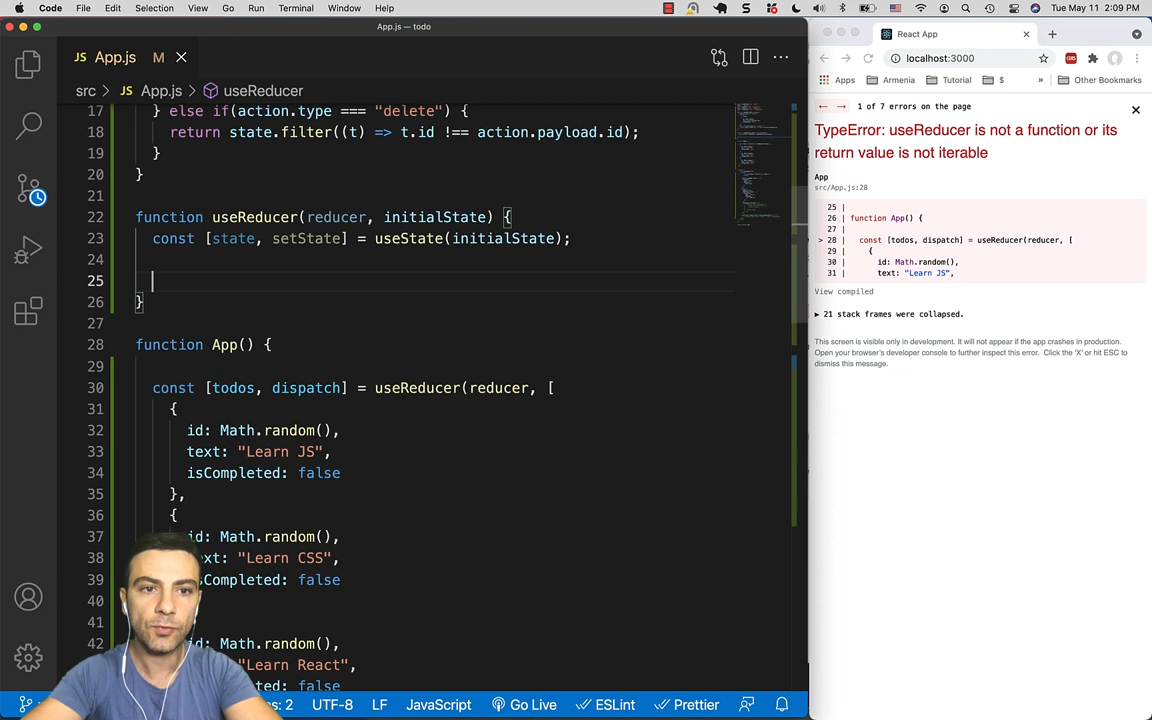 Code File Edit Selection View Go Run Terminal Window Help Tue May 11 2:09 PM
App.js — todo
JS App.js M
src > JS App.js > useReducer
17 } else if(action.type === "delete") {
18 return state.filter((t) => t.id !== action.payload.id);
19 }
20 }
21
22 function useReducer(reducer, initialState) {
23 const [state, setState] = useState(initialState);
24
25
26 }
27
28 function App() {
29
30 const [todos, dispatch] = useReducer(reducer, [
31 {
32 id: Math.random(),
33 text: "Learn JS",
34 isCompleted: false
35 },
36 {
37 id: Math.random(),
38 text: "Learn CSS",
39 isCompleted: false
40
41
42 id: Math.random(),
"Learn React",
false
2 UTF-8 LF JavaScript Go Live ESLint Prettier
React App
localhost:3000
Apps Armenia Tutorial $ » Other Bookmarks
← → 1 of 7 errors on the page
TypeError: useReducer is not a function or its
return value is not iterable
App
src/App.js:28
25 |
26 | function App() {
27 |
> 28 | const [todos, dispatch] = useReducer(reducer, [
29 | {
30 | id: Math.random(),
31 | text: "Learn JS",
View compiled
▶ 21 stack frames were collapsed.
This screen is visible only in development. It will not appear if the app crashes in production.
Open your browser's developer console to further inspect this error. Click the 'X' or hit ESC to
dismiss this message.